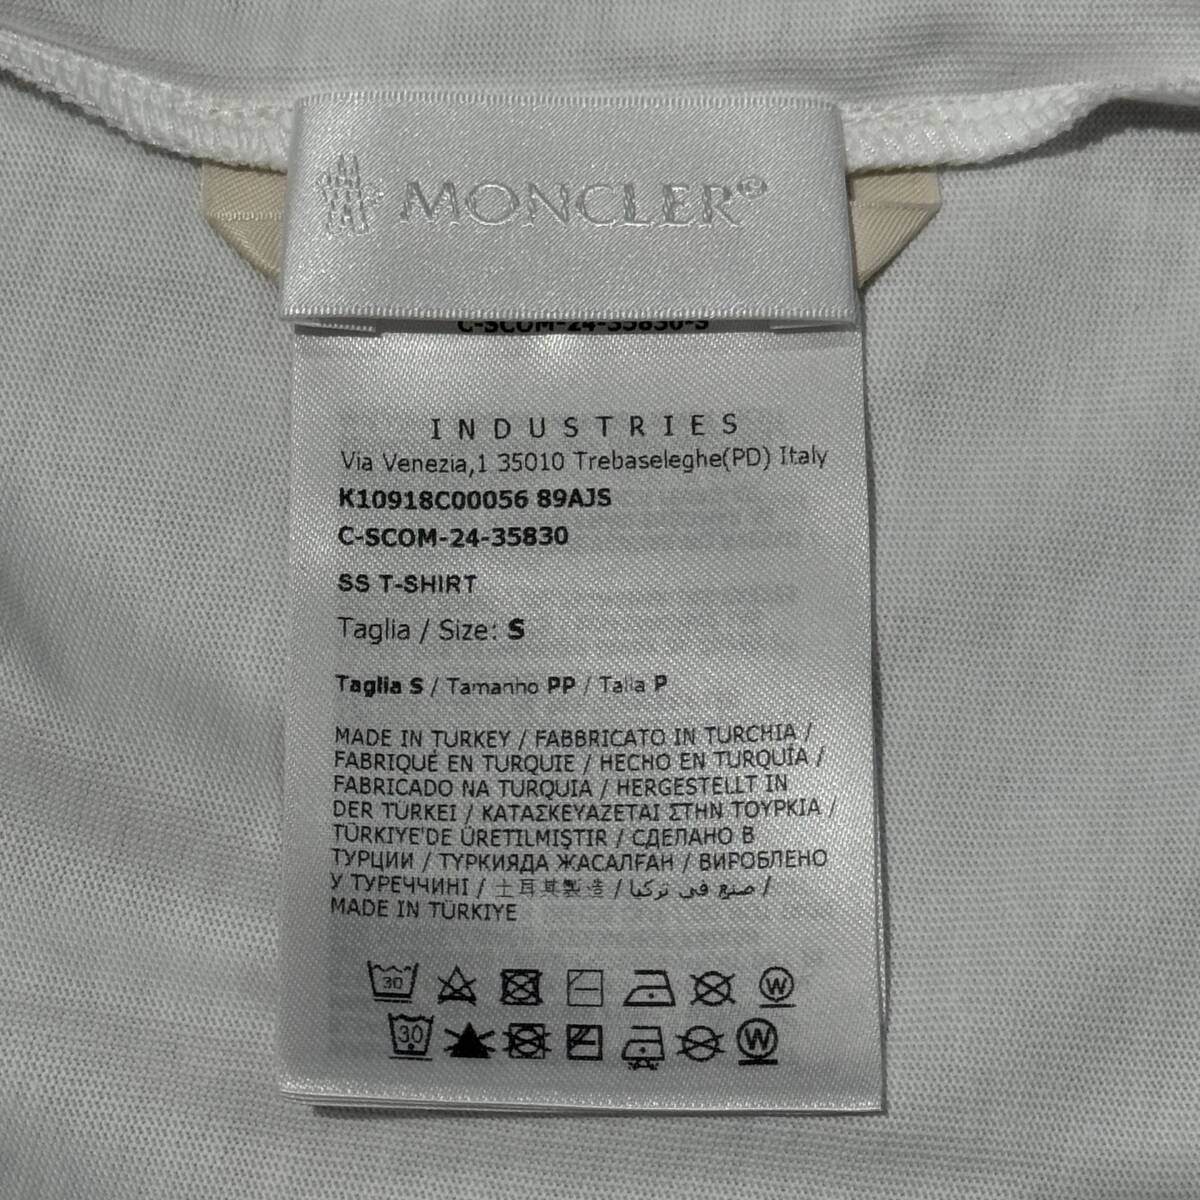 MONCLER®
C-SCOM-24-35830-S
INDUSTRIES
Via Venezia,1 35010 Trebaseleghe(PD) Italy
K10918C00056 89AJS
C-SCOM-24-35830
SS T-SHIRT
Taglia / Size: S
Taglia S / Tamanho PP / Talla P
MADE IN TURKEY / FABBRICATO IN TURCHIA /
FABRIQUÉ EN TURQUIE / HECHO EN TURQUÍA /
FABRICADO NA TURQUIA / HERGESTELLT IN
DER TÜRKEI / ΚΑΤΑΣΚΕΥΑΖΕΤΑΙ ΣΤΗΝ ΤΟΥΡΚΙΑ /
TÜRKİYE'DE ÜRETİLMİŞTİR / СДЕЛАНО В
ТУРЦИИ / ТҮРКИЯДА ЖАСАЛҒАН / ВИРОБЛЕНО
У ТУРЕЧЧИНІ / 土耳其製造 / صنع في تركيا /
MADE IN TÜRKIYE
30 W
30 W